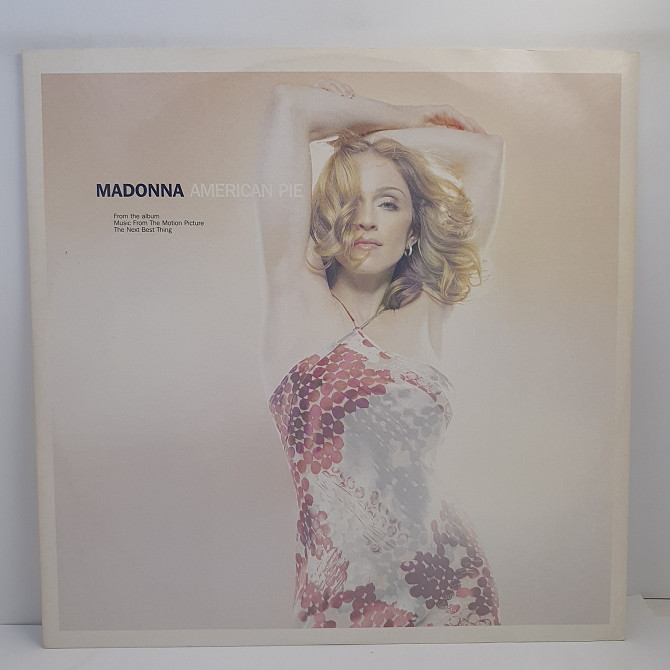 MADONNA AMERICAN PIE
From the album
Music From The Motion Picture
The Next Best Thing